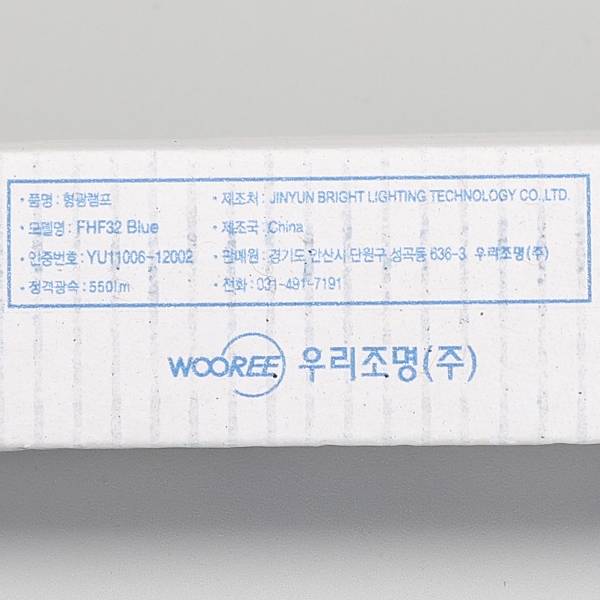 · 품명 : 형광램프
· 모델명 : FHF32 Blue
· 인증번호 : YU11006-12002
· 정격광속 : 550lm
· 제조처 : JINYUN BRIGHT LIGHTING TECHNOLOGY CO.,LTD.
· 제조국 : China
· 판매원 : 경기도 안산시 단원구 성곡동 636-3 우리조명(주)
· 전화 : 031-491-7191
WOOREE 우리조명(주)